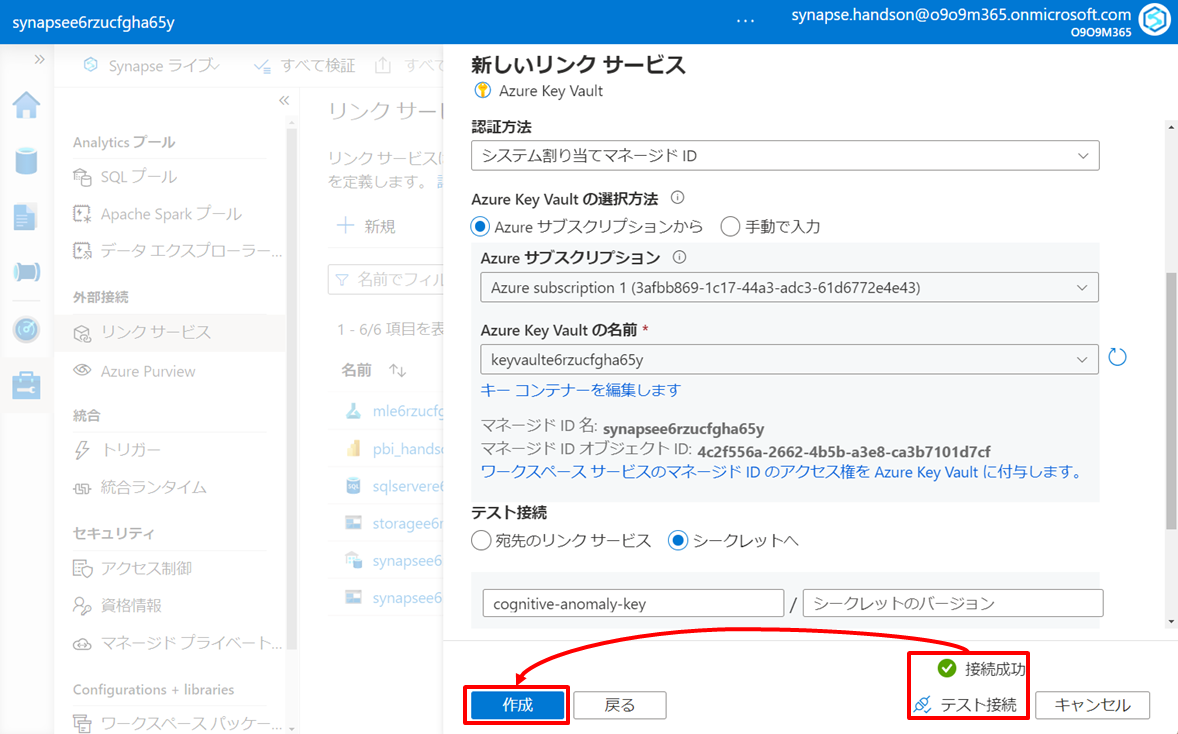 synapsee6rzucfgha65y
...
synapse.handson@o9o9m365.onmicrosoft.com
O9O9M365
Synapse ライブ
すべて検証
すべて
Analytics プール
SQL プール
Apache Spark プール
データ エクスプローラー...
外部接続
リンク サービス
Azure Purview
統合
トリガー
統合ランタイム
セキュリティ
アクセス制御
資格情報
マネージド プライベート...
Configurations + libraries
ワークスペース パッケー...
リンク サー
リンク サービスは
を定義します。
新規
名前でフィル
1 - 6/6 項目を表
名前
mle6rzucfg
pbi_handso
sqlservere6
storagee6r
synapsee6
synapsee6
新しいリンク サービス
Azure Key Vault
認証方法
システム割り当てマネージド ID
Azure Key Vault の選択方法
Azure サブスクリプションから
手動で入力
Azure サブスクリプション
Azure subscription 1 (3afbb869-1c17-44a3-adc3-61d6772e4e43)
Azure Key Vault の名前 *
keyvaulte6rzucfgha65y
キー コンテナーを編集します
マネージド ID 名: synapsee6rzucfgha65y
マネージド ID オブジェクト ID: 4c2f556a-2662-4b5b-a3e8-ca3b7101d7cf
ワークスペース サービスのマネージド ID のアクセス権を Azure Key Vault に付与します。
テスト接続
宛先のリンク サービス
シークレットへ
cognitive-anomaly-key / シークレットのバージョン
接続成功
作成
戻る
テスト接続
キャンセル